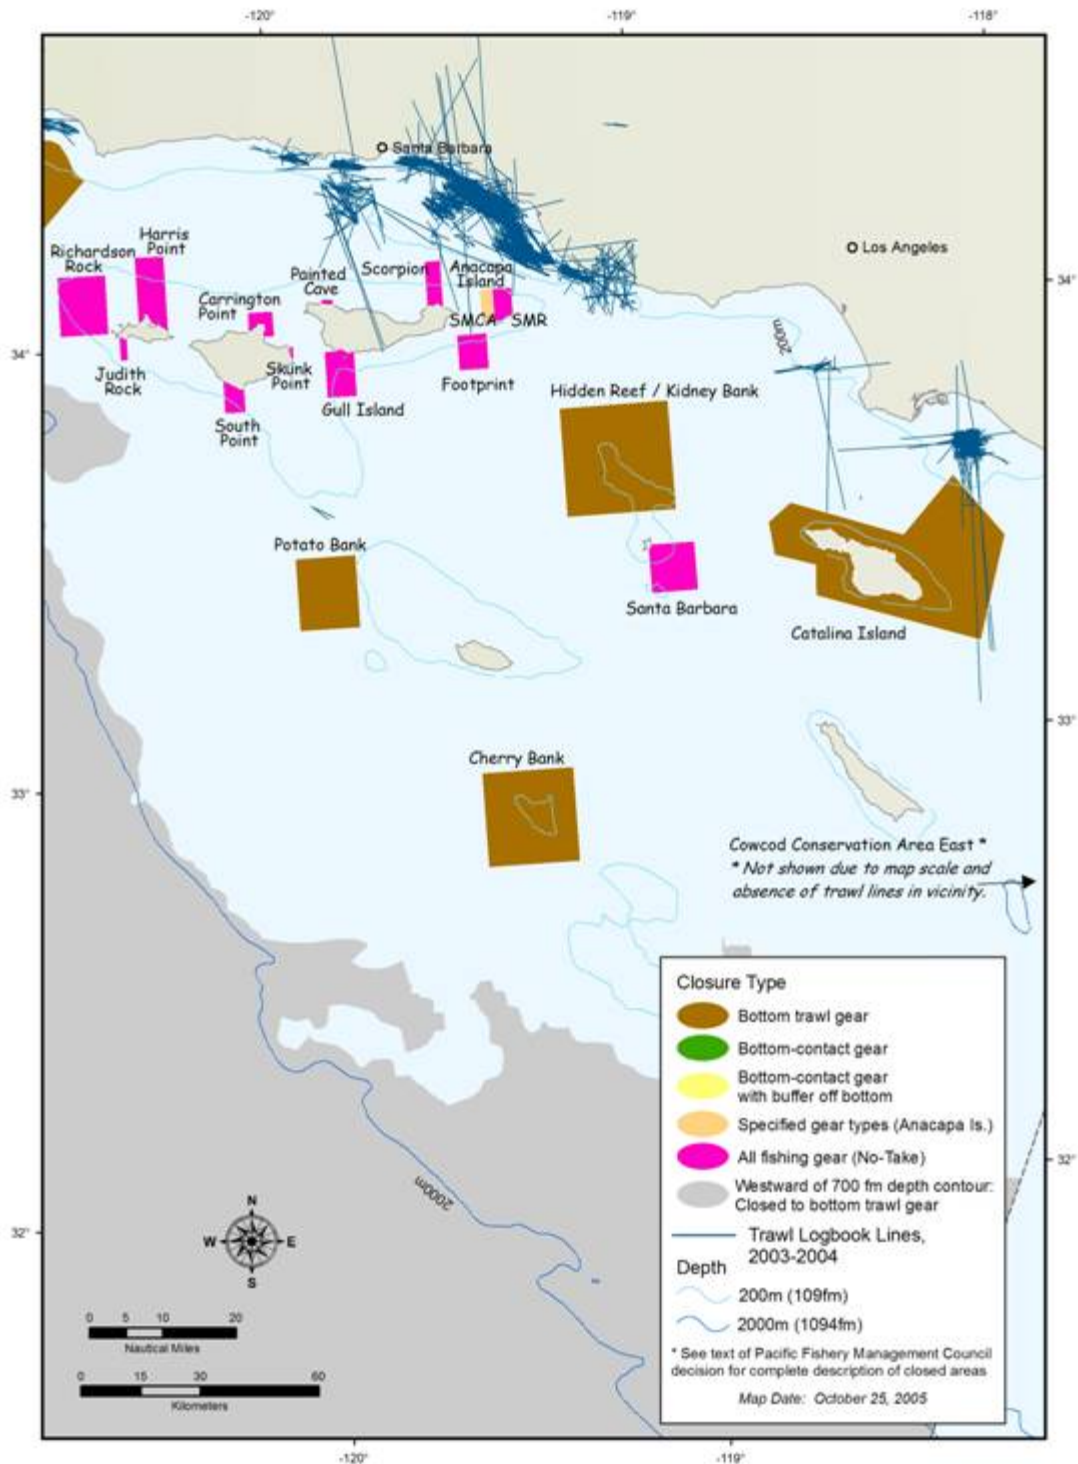 -120°
-119°
-118°
Santa Barbara
Los Angeles
Harris
Point
Richardson
Rock
Painted
Cave
Scorpion
Anacapa
Island
34°
Carrington
Point
SMCA
SMR
200m
34°
Judith
Rock
Skunk
Point
Footprint
Hidden Reef / Kidney Bank
South
Point
Gull Island
Potato Bank
Santa Barbara
Catalina Island
33°
Cherry Bank
33°
Cowcod Conservation Area East *
* Not shown due to map scale and
absence of trawl lines in vicinity.
Closure Type
Bottom trawl gear
Bottom-contact gear
Bottom-contact gear
with buffer off bottom
Specified gear types (Anacapa Is.)
All fishing gear (No-Take)
Westward of 700 fm depth contour:
Closed to bottom trawl gear
Trawl Logbook Lines,
2003-2004
Depth
200m (109fm)
2000m (1094fm)
* See text of Pacific Fishery Management Council
decision for complete description of closed areas
Map Date: October 25, 2005
32°
2000m
32°
N
W E
S
0 5 10 20
Nautical Miles
0 15 30 60
Kilometers
-120°
-119°